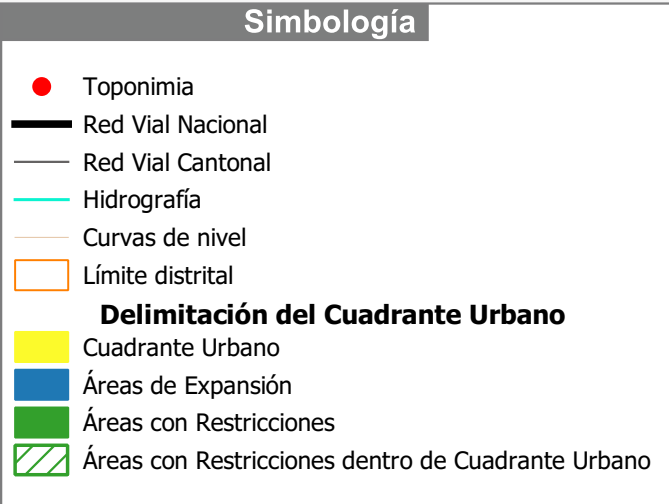 Simbología
Toponimia
Red Vial Nacional
Red Vial Cantonal
Hidrografía
Curvas de nivel
Límite distrital
Delimitación del Cuadrante Urbano
Cuadrante Urbano
Áreas de Expansión
Áreas con Restricciones
Áreas con Restricciones dentro de Cuadrante Urbano